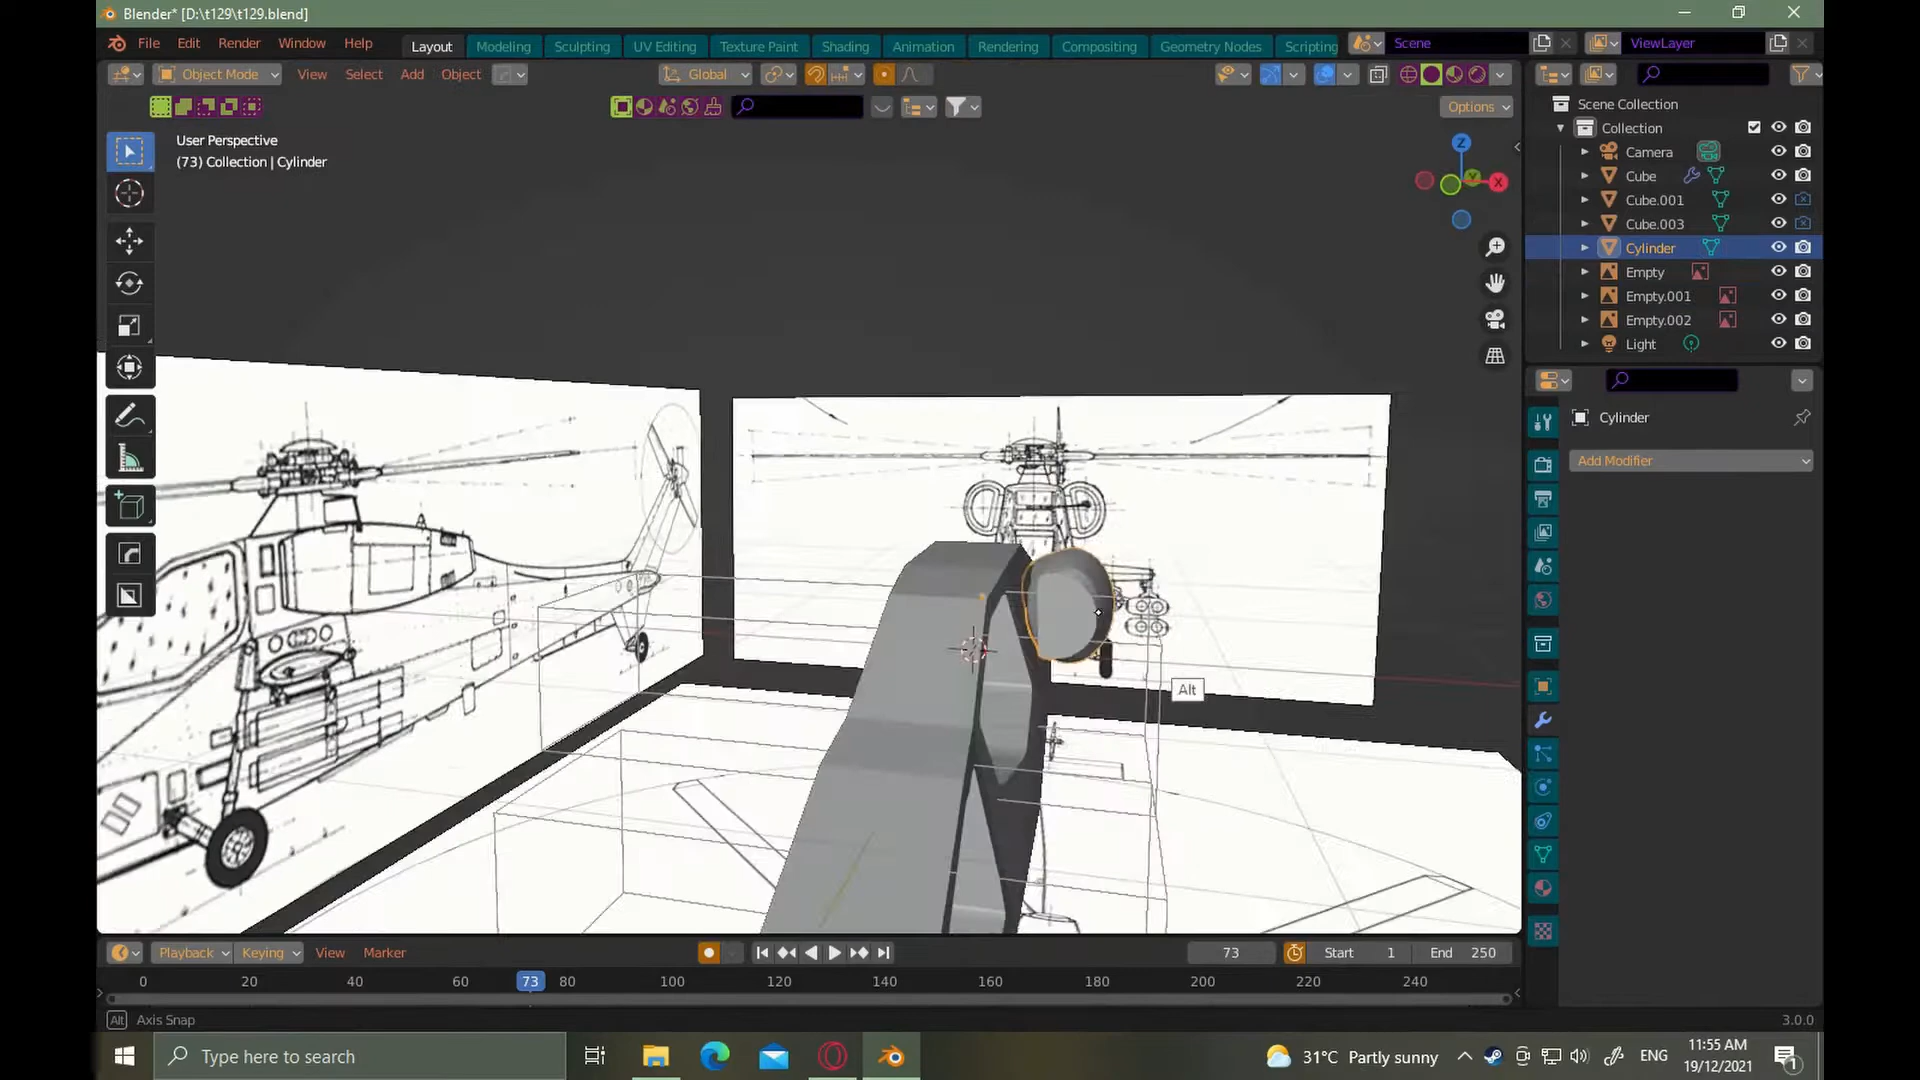 Blender* [D:\t129\t129.blend]
File Edit Render Window Help Layout Modeling Sculpting UV Editing Texture Paint Shading Animation Rendering Compositing Geometry Nodes Scripting Scene ViewLayer
Object Mode View Select Add Object Global
Options
User Perspective
(73) Collection | Cylinder
Z
Y
X
Alt
Scene Collection
Collection
Camera
Cube
Cube.001
Cube.003
Cylinder
Empty
Empty.001
Empty.002
Light
Cylinder
Add Modifier
Playback Keying View Marker 73 Start 1 End 250
0 20 40 60 73 80 100 120 140 160 180 200 220 240
Alt Axis Snap 3.0.0
Type here to search 31°C Partly sunny ENG 11:55 AM
19/12/2021
1